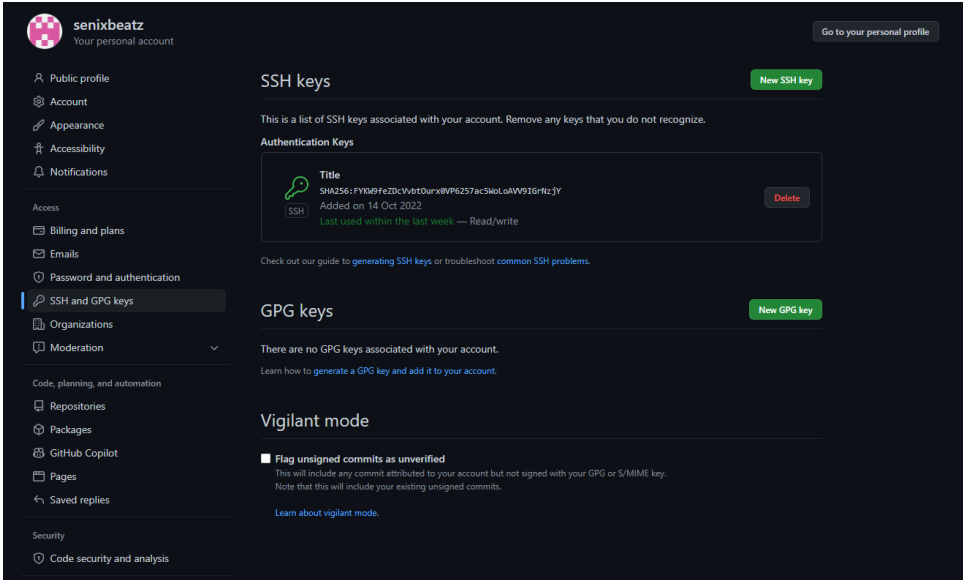 senixbeatz
Your personal account
Go to your personal profile
Public profile
Account
Appearance
Accessibility
Notifications
Access
Billing and plans
Emails
Password and authentication
SSH and GPG keys
Organizations
Moderation
Code, planning, and automation
Repositories
Packages
GitHub Copilot
Pages
Saved replies
Security
Code security and analysis
SSH keys
New SSH key
This is a list of SSH keys associated with your account. Remove any keys that you do not recognize.
Authentication Keys
Title
SHA256:FYKW9feZDcVvbtOurx0VP6257ac5WoLoAVV9IGrNzjY
SSH
Added on 14 Oct 2022
Last used within the last week — Read/write
Delete
Check out our guide to generating SSH keys or troubleshoot common SSH problems.
GPG keys
New GPG key
There are no GPG keys associated with your account.
Learn how to generate a GPG key and add it to your account.
Vigilant mode
Flag unsigned commits as unverified
This will include any commit attributed to your account but not signed with your GPG or S/MIME key.
Note that this will include your existing unsigned commits.
Learn about vigilant mode.